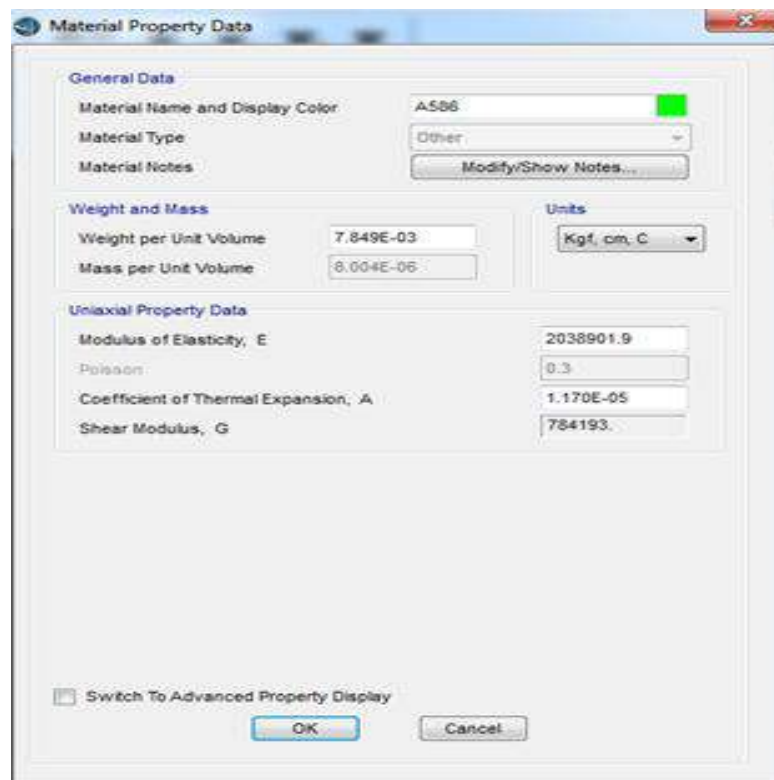 Material Property Data
General Data
Material Name and Display Color A586
Material Type Other
Material Notes Modify/Show Notes...
Weight and Mass
Weight per Unit Volume 7.849E-03
Mass per Unit Volume 8.004E-06
Units
Kgf, cm, C
Uniaxial Property Data
Modulus of Elasticity, E 2038901.9
Poisson 0.3
Coefficient of Thermal Expansion, A 1.170E-05
Shear Modulus, G 784193.
Switch To Advanced Property Display
OK Cancel